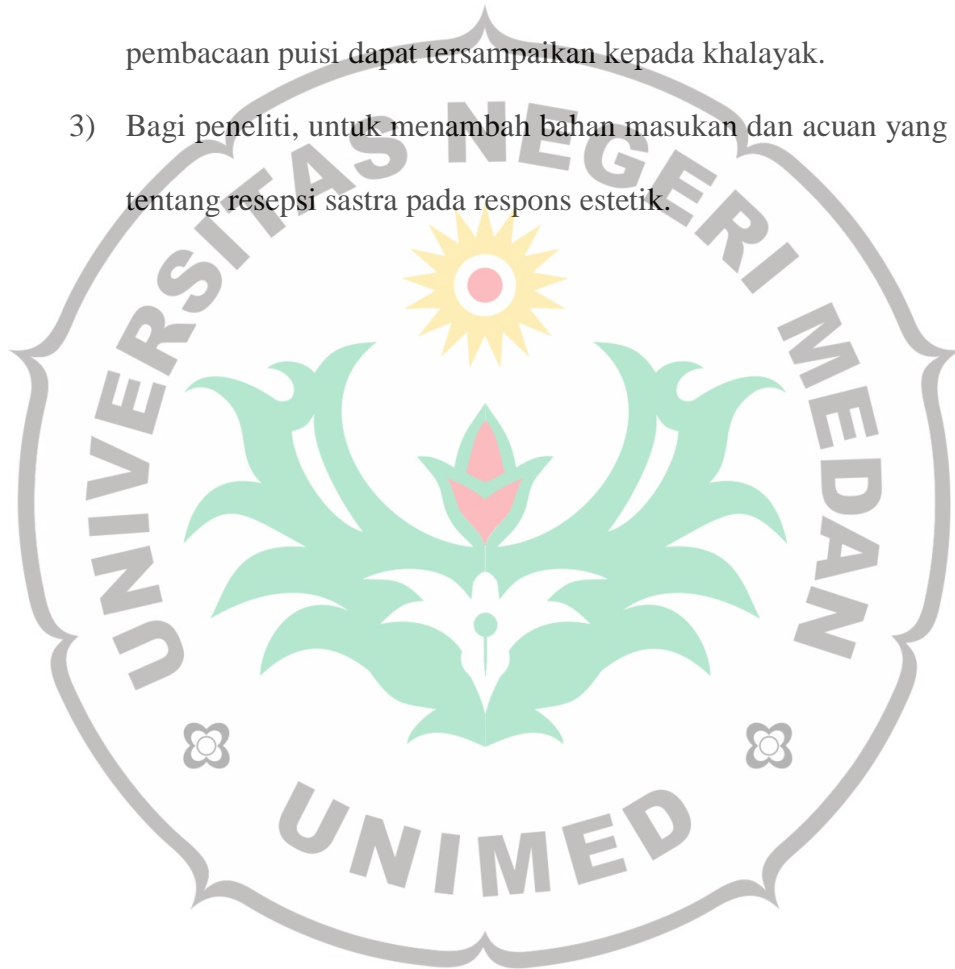 pembacaan puisi dapat tersampaikan kepada khalayak.
3) Bagi peneliti, untuk menambah bahan masukan dan acuan yang
tentang resepsi sastra pada respons estetik.
UNIVERSITAS NEGERI MEDAN
UNIMED